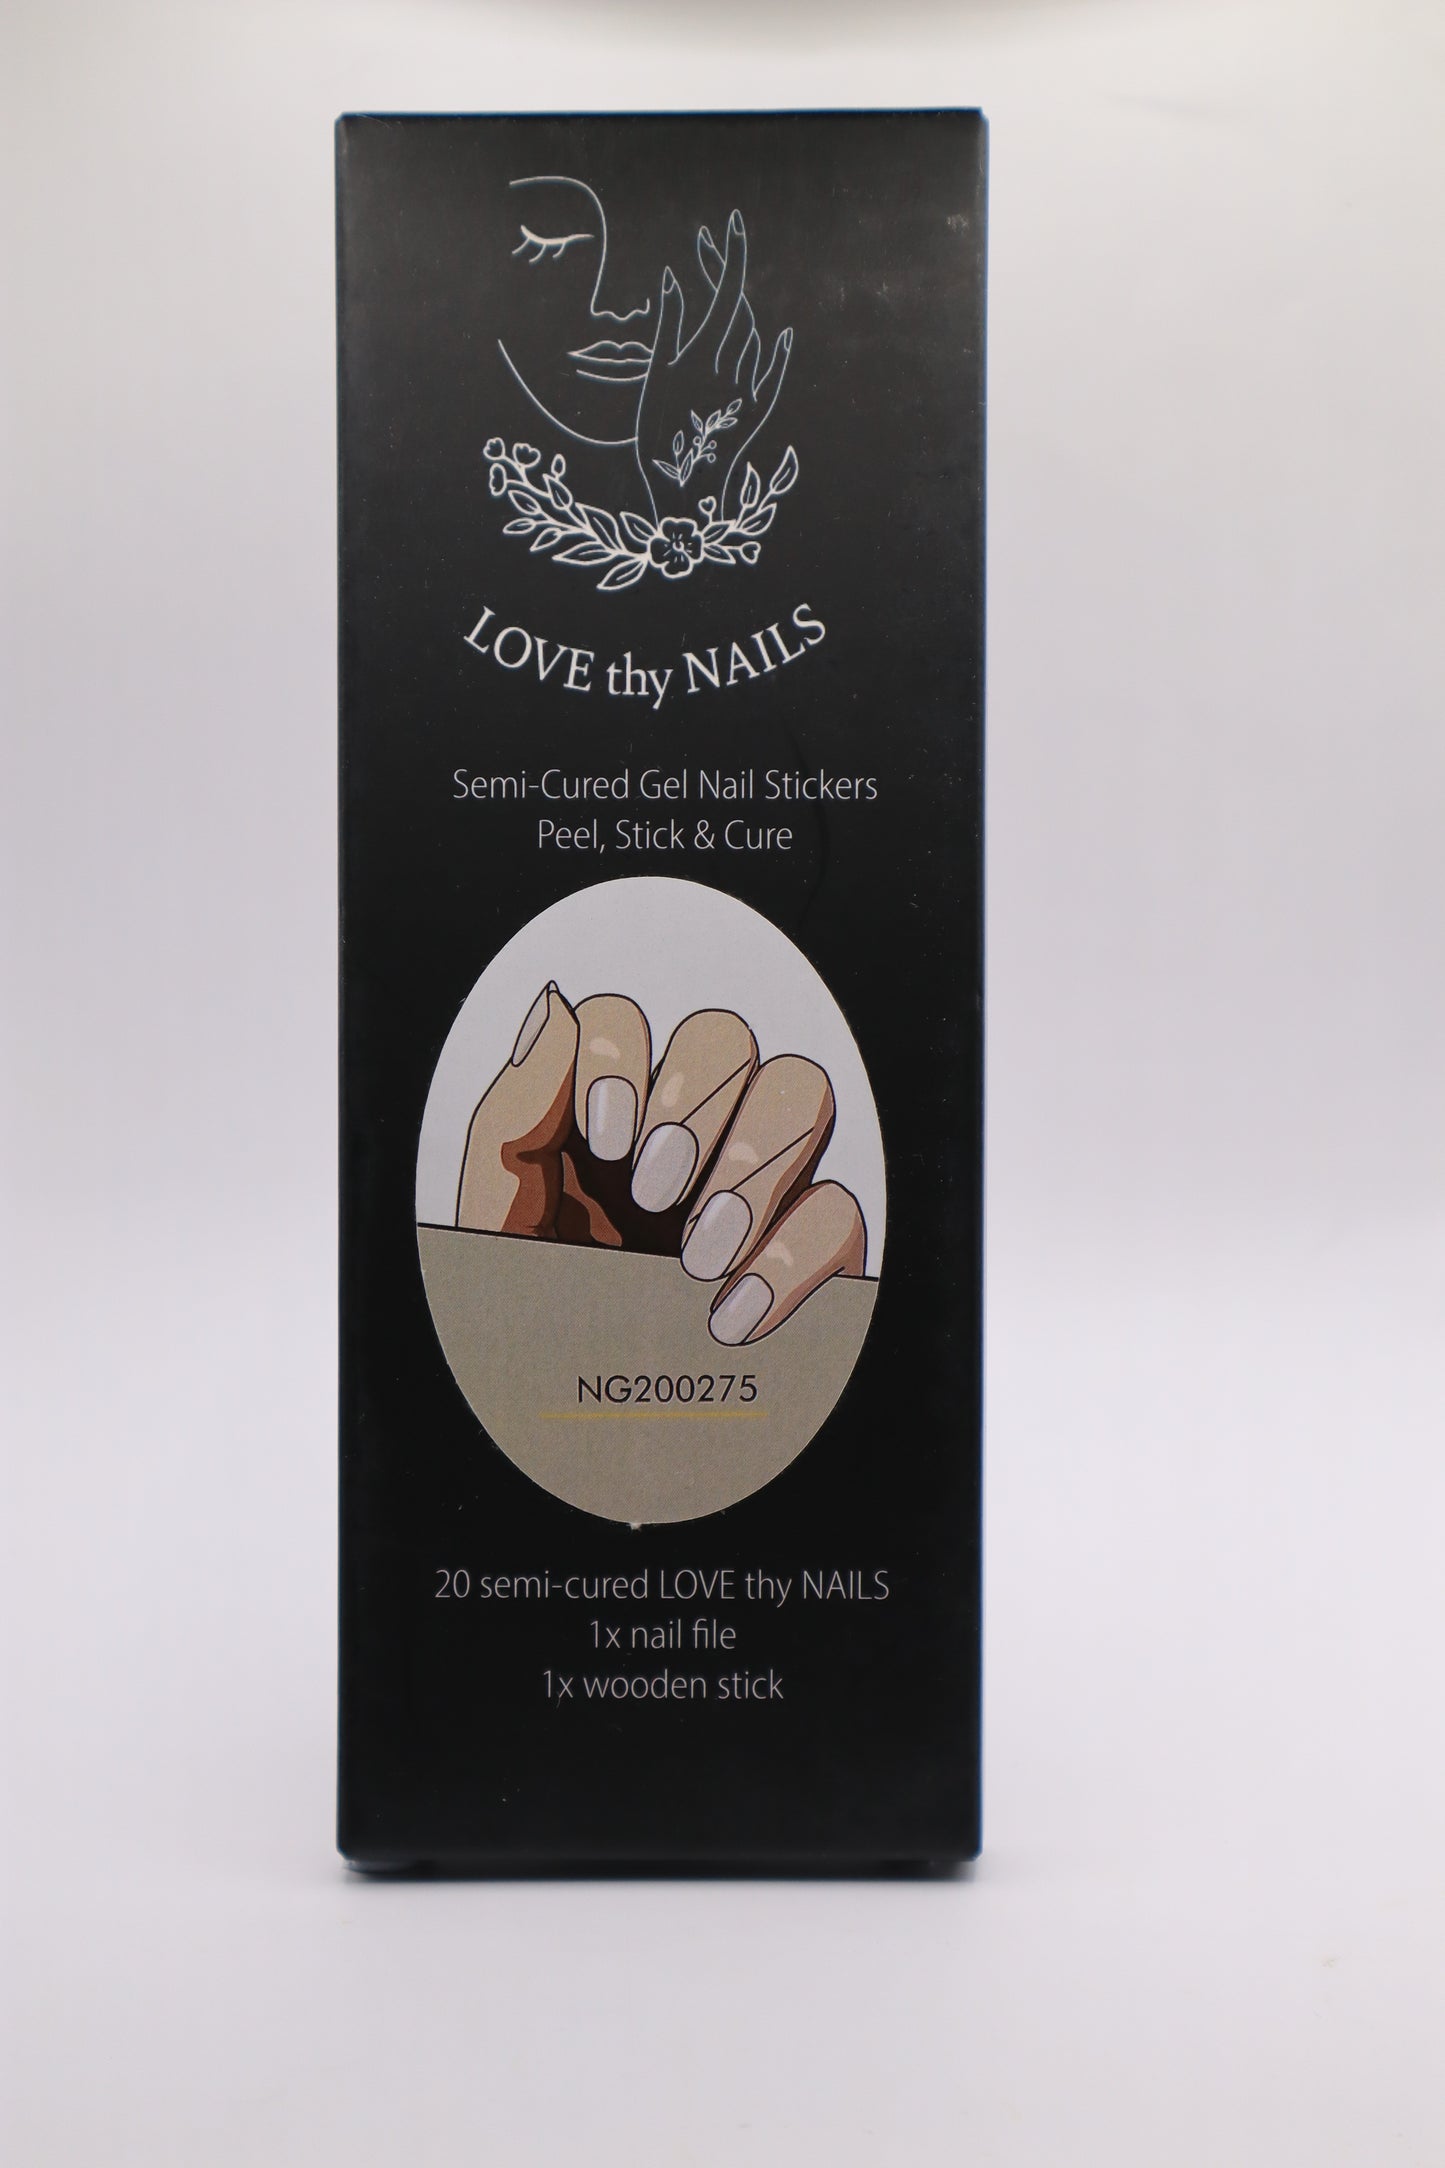 LOVE thy NAILS
Semi-Cured Gel Nail Stickers
Peel, Stick & Cure
NG200275
20 semi-cured LOVE thy NAILS
1x nail file
1x wooden stick